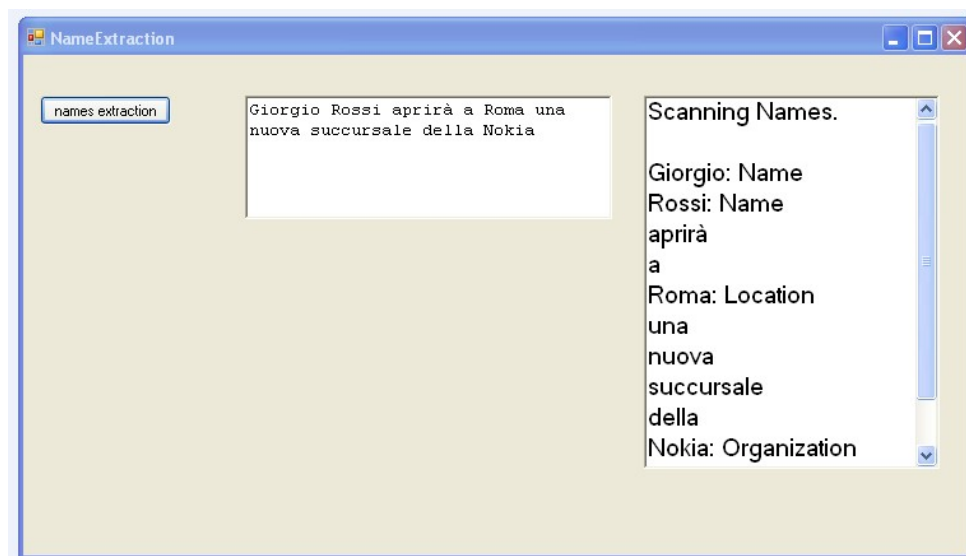 NameExtraction
names extraction
Giorgio Rossi aprirà a Roma una
nuova succursale della Nokia
Scanning Names.
Giorgio: Name
Rossi: Name
aprirà
a
Roma: Location
una
nuova
succursale
della
Nokia: Organization